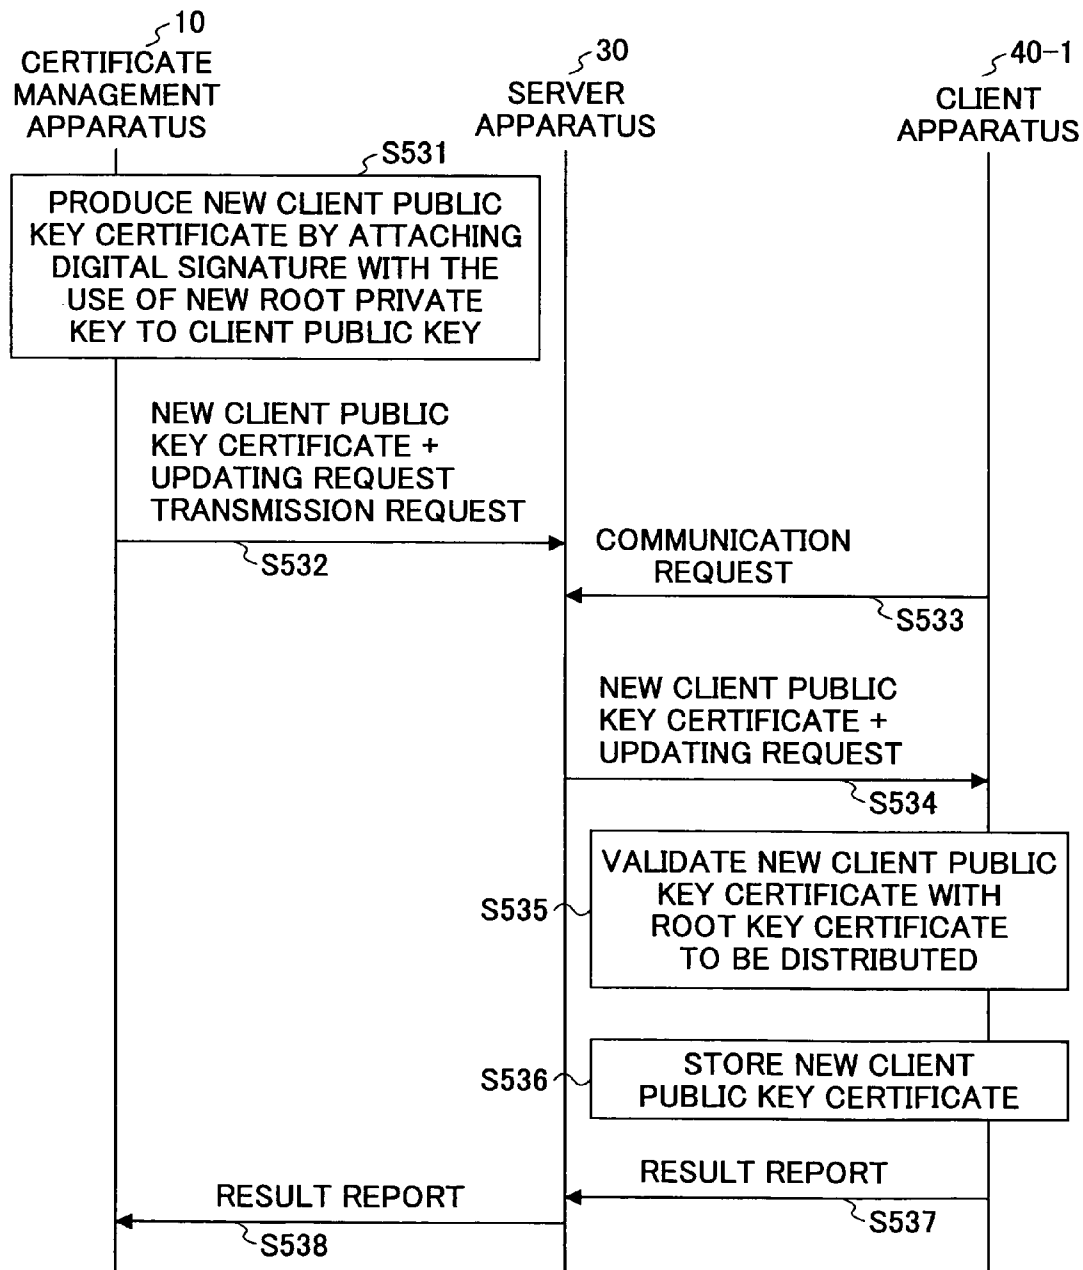 10
CERTIFICATE
MANAGEMENT
APPARATUS
30
SERVER
APPARATUS
40-1
CLIENT
APPARATUS
S531
PRODUCE NEW CLIENT PUBLIC
KEY CERTIFICATE BY ATTACHING
DIGITAL SIGNATURE WITH THE
USE OF NEW ROOT PRIVATE
KEY TO CLIENT PUBLIC KEY
NEW CLIENT PUBLIC
KEY CERTIFICATE +
UPDATING REQUEST
TRANSMISSION REQUEST
S532
COMMUNICATION
REQUEST
S533
NEW CLIENT PUBLIC
KEY CERTIFICATE +
UPDATING REQUEST
S534
S535
VALIDATE NEW CLIENT PUBLIC
KEY CERTIFICATE WITH
ROOT KEY CERTIFICATE
TO BE DISTRIBUTED
S536
STORE NEW CLIENT
PUBLIC KEY CERTIFICATE
RESULT REPORT
S537
RESULT REPORT
S538